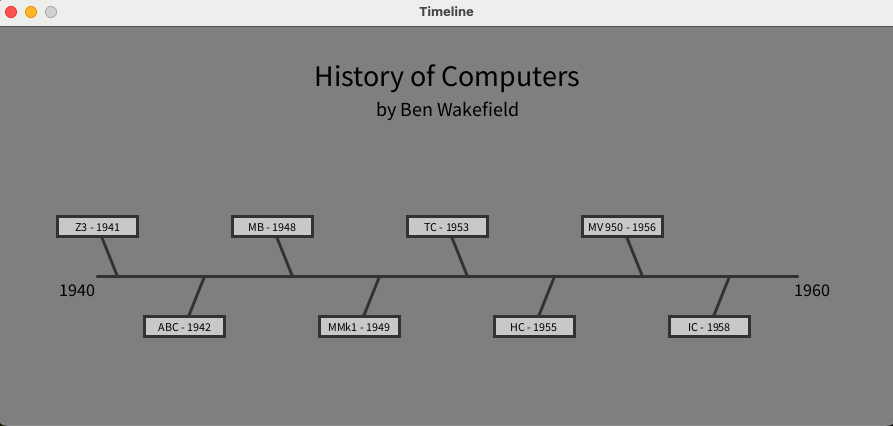 Timeline
History of Computers
by Ben Wakefield
Z3 - 1941
MB - 1948
TC - 1953
MV 950 - 1956
1940
1960
ABC - 1942
MMk1 - 1949
HC - 1955
IC - 1958